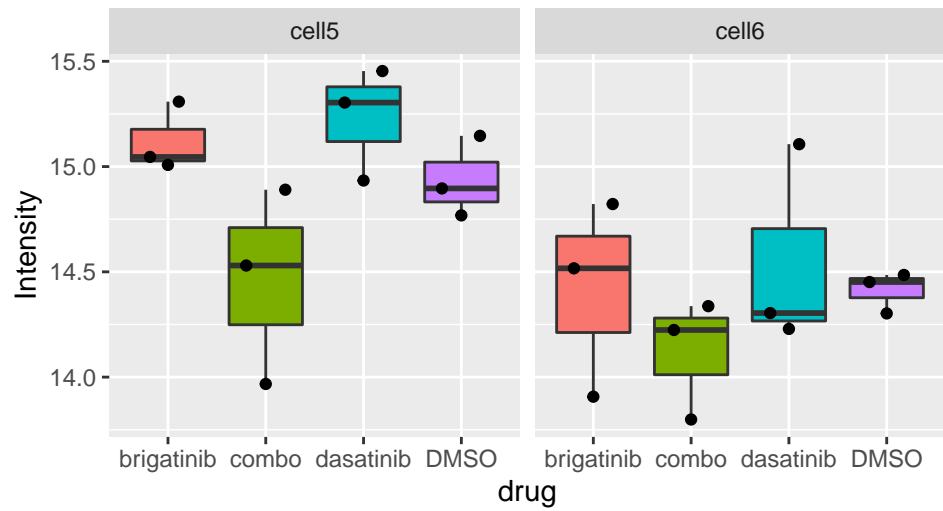 cell5 cell6
Intensity
15.5
15.0
14.5
14.0
brigatinib combo dasatinib DMSO brigatinib combo dasatinib DMSO
drug